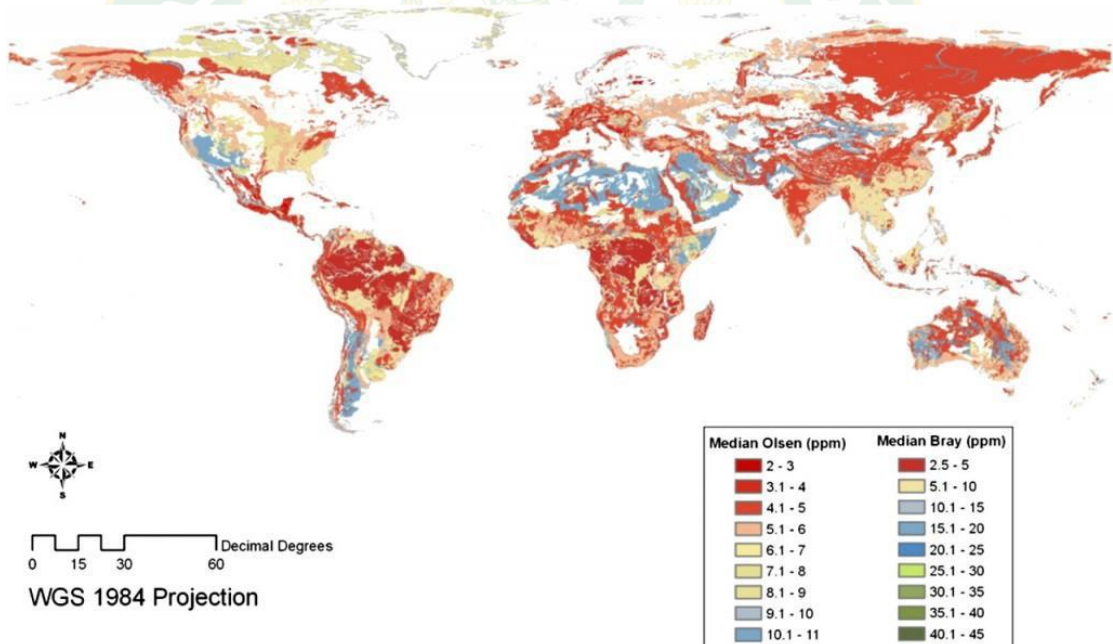 N
W E
S
0 15 30 60 Decimal Degrees
WGS 1984 Projection
Median Olsen (ppm) Median Bray (ppm)
2 - 3 2.5 - 5
3.1 - 4 5.1 - 10
4.1 - 5 10.1 - 15
5.1 - 6 15.1 - 20
6.1 - 7 20.1 - 25
7.1 - 8 25.1 - 30
8.1 - 9 30.1 - 35
9.1 - 10 35.1 - 40
10.1 - 11 40.1 - 45